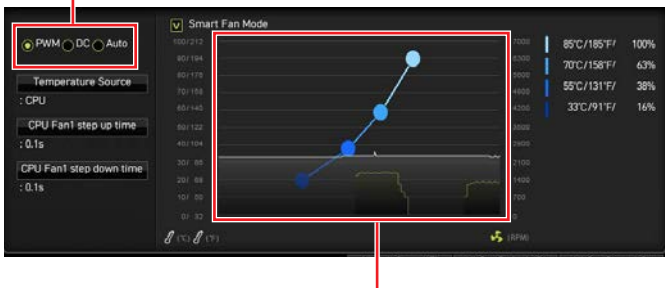 PWM DC Auto
Temperature Source
: CPU
CPU Fan1 step up time
: 0.1s
CPU Fan1 step down time
: 0.1s
V Smart Fan Mode
100/212
90/194
80/176
70/158
60/140
50/122
40/104
30/ 86
20/ 68
10/ 50
0/ 32
7000
6300
5600
4900
4200
3500
2800
2100
1400
700
0
(°C) (°F) (RPM)
85°C/185°F/ 100%
70°C/158°F/ 63%
55°C/131°F/ 38%
33°C/91°F/ 16%